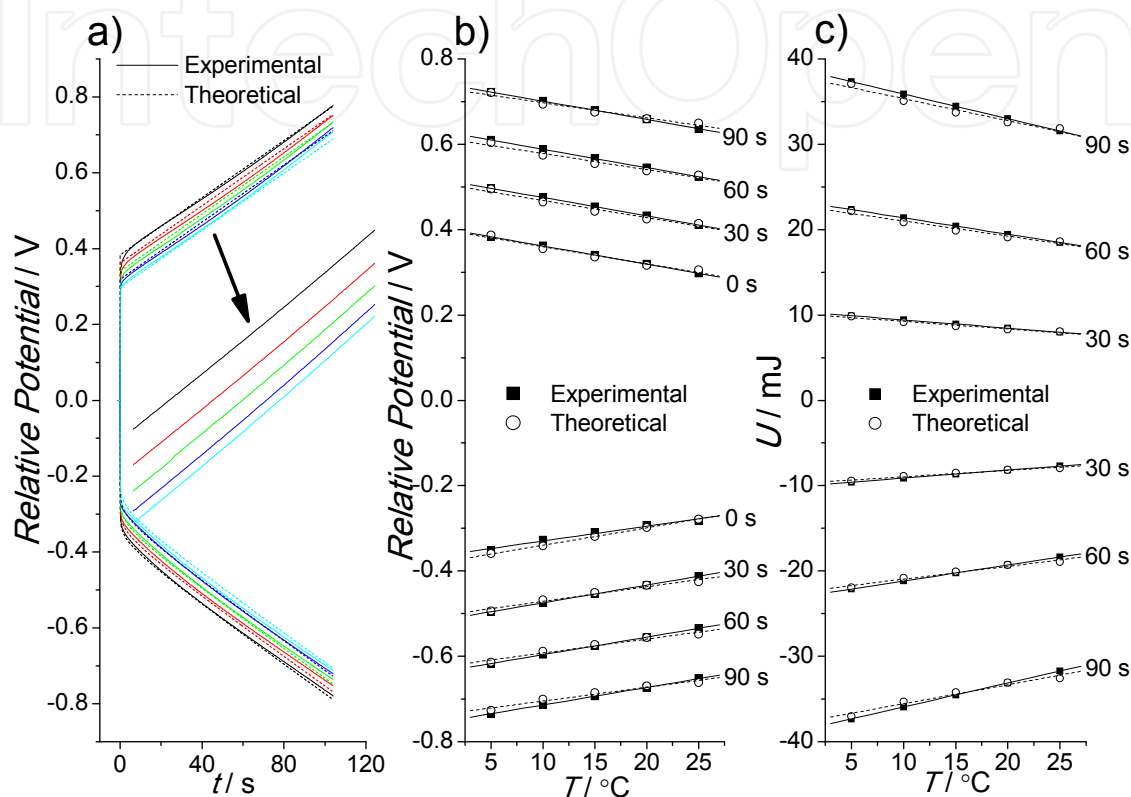 IntechOpen
a)
Experimental
Theoretical
0.8
0.6
0.4
0.2
0.0
-0.2
-0.4
-0.6
-0.8
Relative Potential / V
0 40 80 120
t / s
b)
0.8
0.6
0.4
0.2
0.0
-0.2
-0.4
-0.6
-0.8
Relative Potential / V
90 s
60 s
30 s
0 s
Experimental
Theoretical
0 s
30 s
60 s
90 s
5 10 15 20 25
T / °C
c)
40
30
20
10
0
-10
-20
-30
-40
U / mJ
90 s
60 s
30 s
Experimental
Theoretical
30 s
60 s
90 s
5 10 15 20 25
T / °C